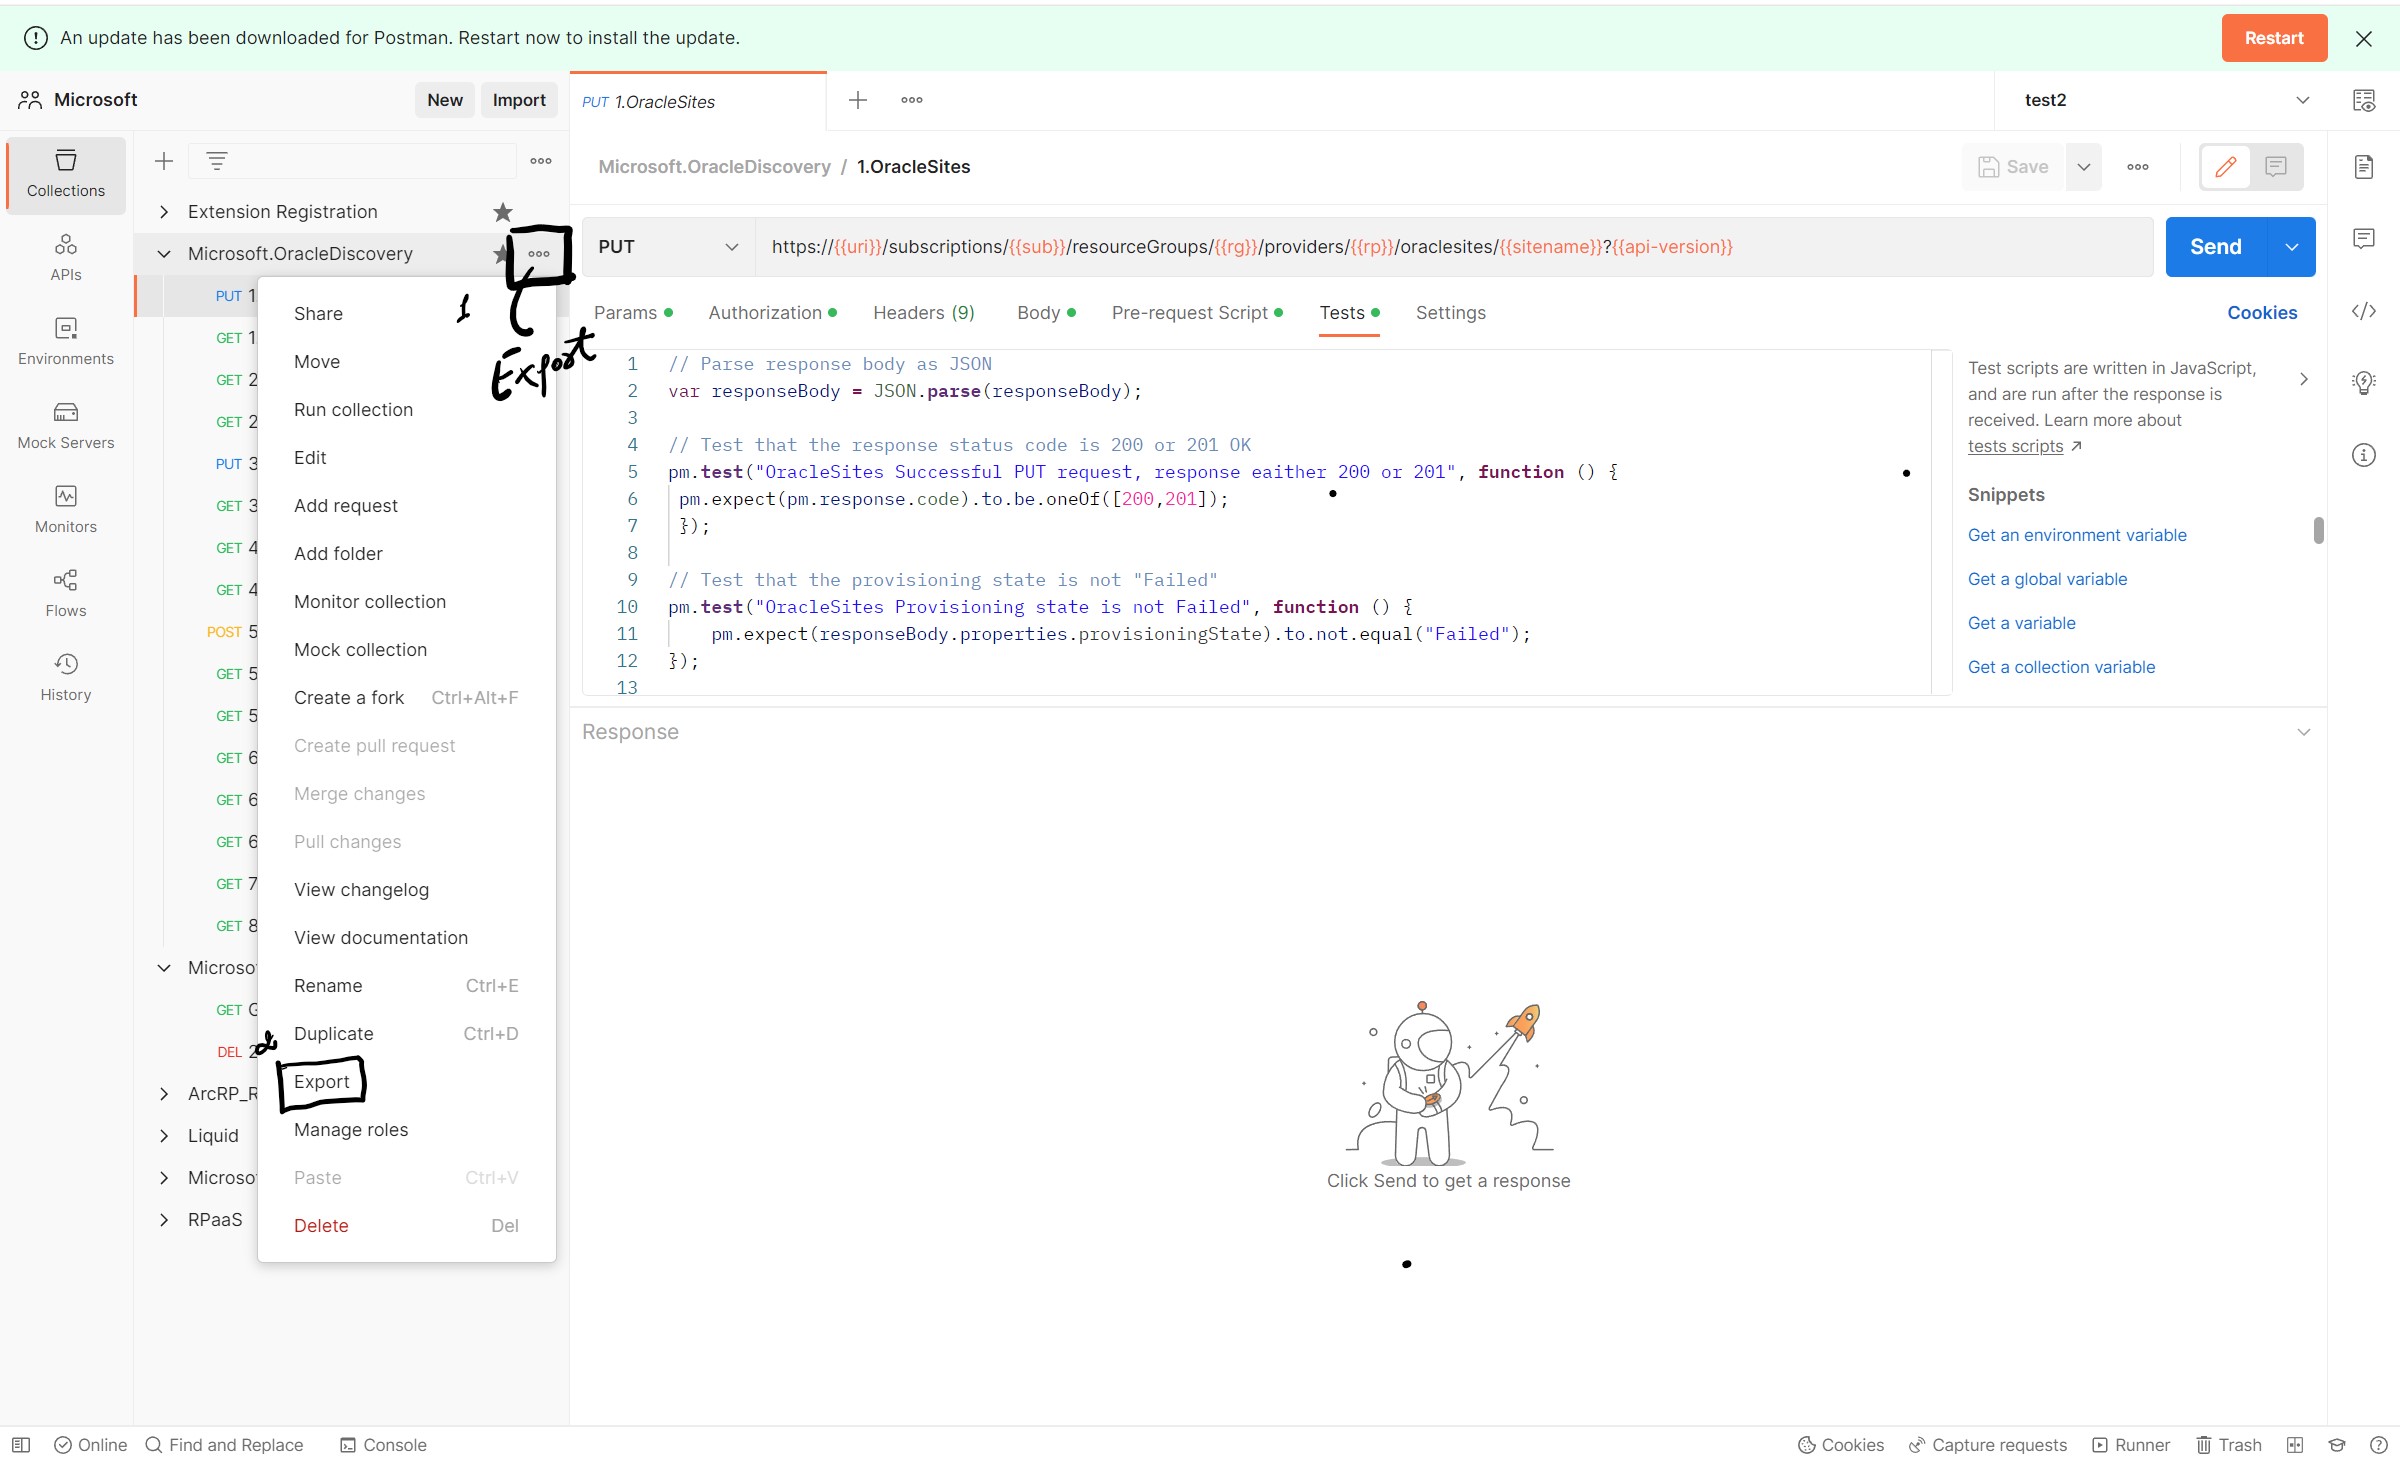 An update has been downloaded for Postman. Restart now to install the update.
Restart
Microsoft
New
Import
PUT 1.OracleSites
test2
Collections
APIs
Environments
Mock Servers
Monitors
Flows
History
Extension Registration
Microsoft.OracleDiscovery
PUT 1
GET 1
GET 2
GET 2
PUT 3
GET 3
GET 4
GET 4
POST 5
GET 5
GET 5
GET 6
GET 6
GET 6
GET 7
GET 8
Microso
GET G
DEL 2
ArcRP_R
Liquid
Microso
RPaaS
1
Export
Share
Move
Run collection
Edit
Add request
Add folder
Monitor collection
Mock collection
Create a fork Ctrl+Alt+F
Create pull request
Merge changes
Pull changes
View changelog
View documentation
Rename Ctrl+E
Duplicate Ctrl+D
2
Export
Manage roles
Paste Ctrl+V
Delete Del
Microsoft.OracleDiscovery / 1.OracleSites
Save
PUT
https://{{uri}}/subscriptions/{{sub}}/resourceGroups/{{rg}}/providers/{{rp}}/oraclesites/{{sitename}}?{{api-version}}
Send
Params
Authorization
Headers (9)
Body
Pre-request Script
Tests
Settings
Cookies
1 // Parse response body as JSON
2 var responseBody = JSON.parse(responseBody);
3
4 // Test that the response status code is 200 or 201 OK
5 pm.test("OracleSites Successful PUT request, response eaither 200 or 201", function () {
6 pm.expect(pm.response.code).to.be.oneOf([200,201]);
7 });
8
9 // Test that the provisioning state is not "Failed"
10 pm.test("OracleSites Provisioning state is not Failed", function () {
11 pm.expect(responseBody.properties.provisioningState).to.not.equal("Failed");
12 });
13
Test scripts are written in JavaScript,
and are run after the response is
received. Learn more about
tests scripts
Snippets
Get an environment variable
Get a global variable
Get a variable
Get a collection variable
Response
Click Send to get a response
Online
Find and Replace
Console
Cookies
Capture requests
Runner
Trash